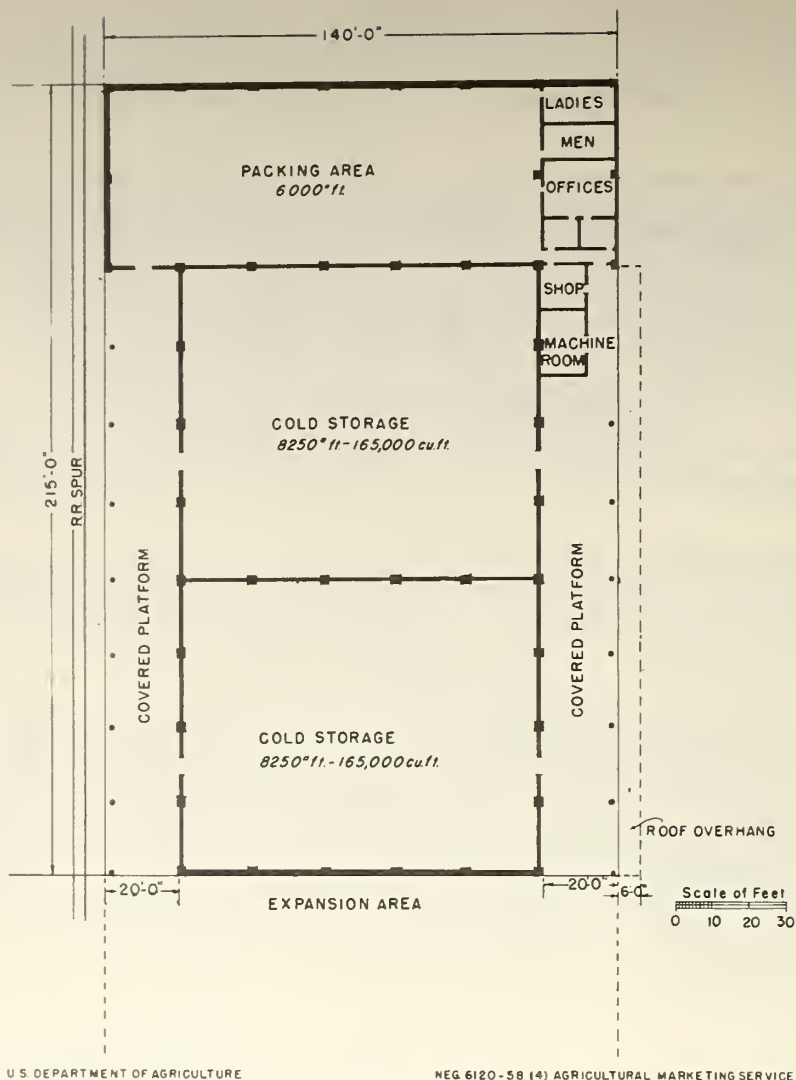 140'-0"
LADIES
MEN
PACKING AREA
6000° ft.
OFFICES
SHOP
MACHINE
ROOM
COLD STORAGE
8250° ft.-165,000 cu.ft.
215'-0"
R.R. SPUR
COVERED PLATFORM
COVERED PLATFORM
COLD STORAGE
8250° ft.-165,000 cu.ft.
ROOF OVERHANG
20'-0"
20'-0"
6'-0"
EXPANSION AREA
Scale of Feet
0 10 20 30
U.S. DEPARTMENT OF AGRICULTURE
NEG. 6120-58 (4) AGRICULTURAL MARKETING SERVICE